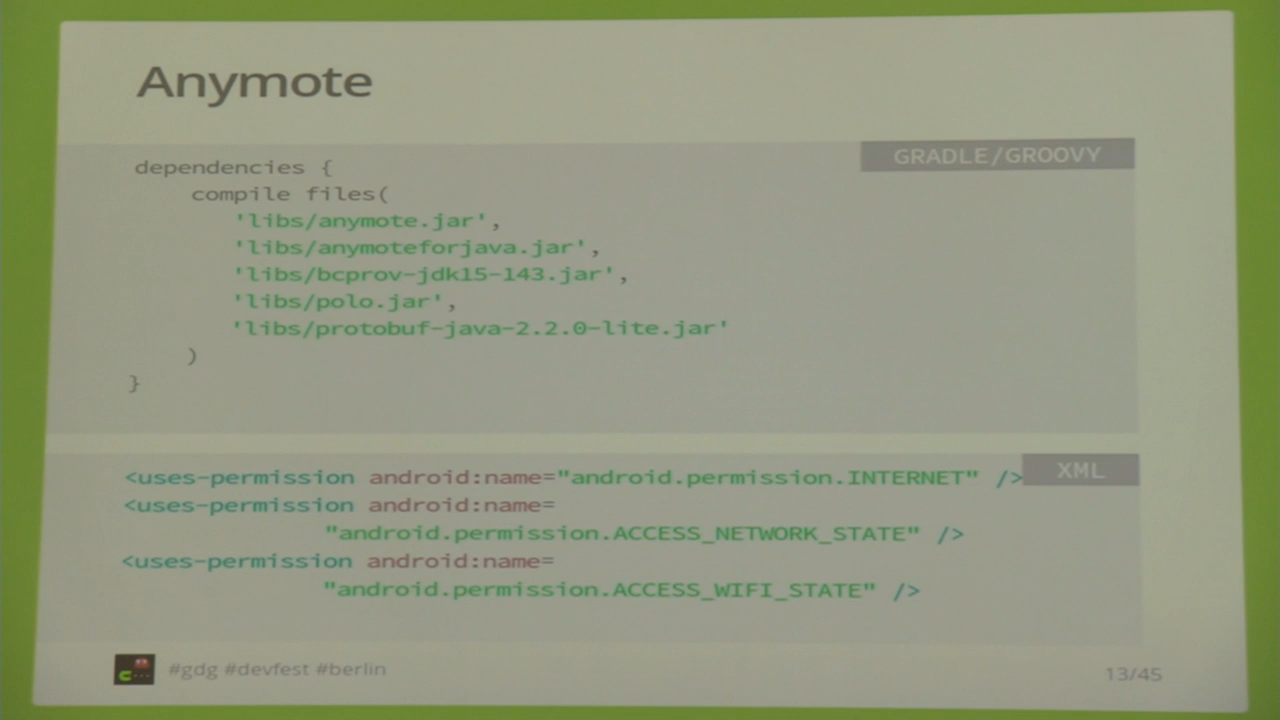 Anymote
GRADLE/GROOVY
dependencies {
compile files(
'libs/anymote.jar',
'libs/anymoteforjava.jar',
'libs/bcprov-jdk15-143.jar',
'libs/polo.jar',
'libs/protobuf-java-2.2.0-lite.jar'
)
}
XML
<uses-permission android:name="android.permission.INTERNET" />
<uses-permission android:name=
"android.permission.ACCESS_NETWORK_STATE" />
<uses-permission android:name=
"android.permission.ACCESS_WIFI_STATE" />
#gdg #devfest #berlin
13/45